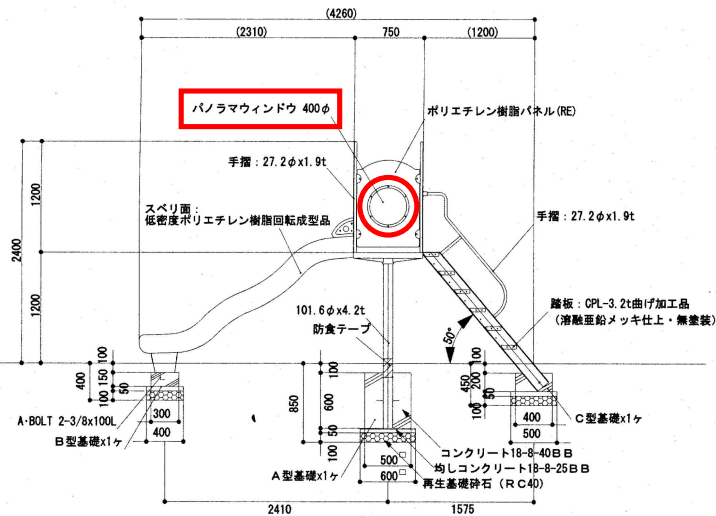 (4260)
(2310)
750
(1200)
パノラマウィンドウ 400φ
ポリエチレン樹脂パネル(RE)
手摺：27.2φx1.9t
スベリ面：
低密度ポリエチレン樹脂回転成型品
手摺：27.2φx1.9t
2400
1200
1200
101.6φx4.2t
防食テープ
50°
踏板：CPL-3.2t曲げ加工品
（溶融亜鉛メッキ仕上・無塗装）
400
100
150
50
100
A･BOLT 2-3/8x100L
300
B型基礎x1ヶ
400
850
100
100
600
50
100
A型基礎x1ヶ
500□
600□
450
100
200
50
100
400
500
C型基礎x1ヶ
コンクリート18-8-40BB
均しコンクリート18-8-25BB
再生基礎砕石（RC40）
2410
1575